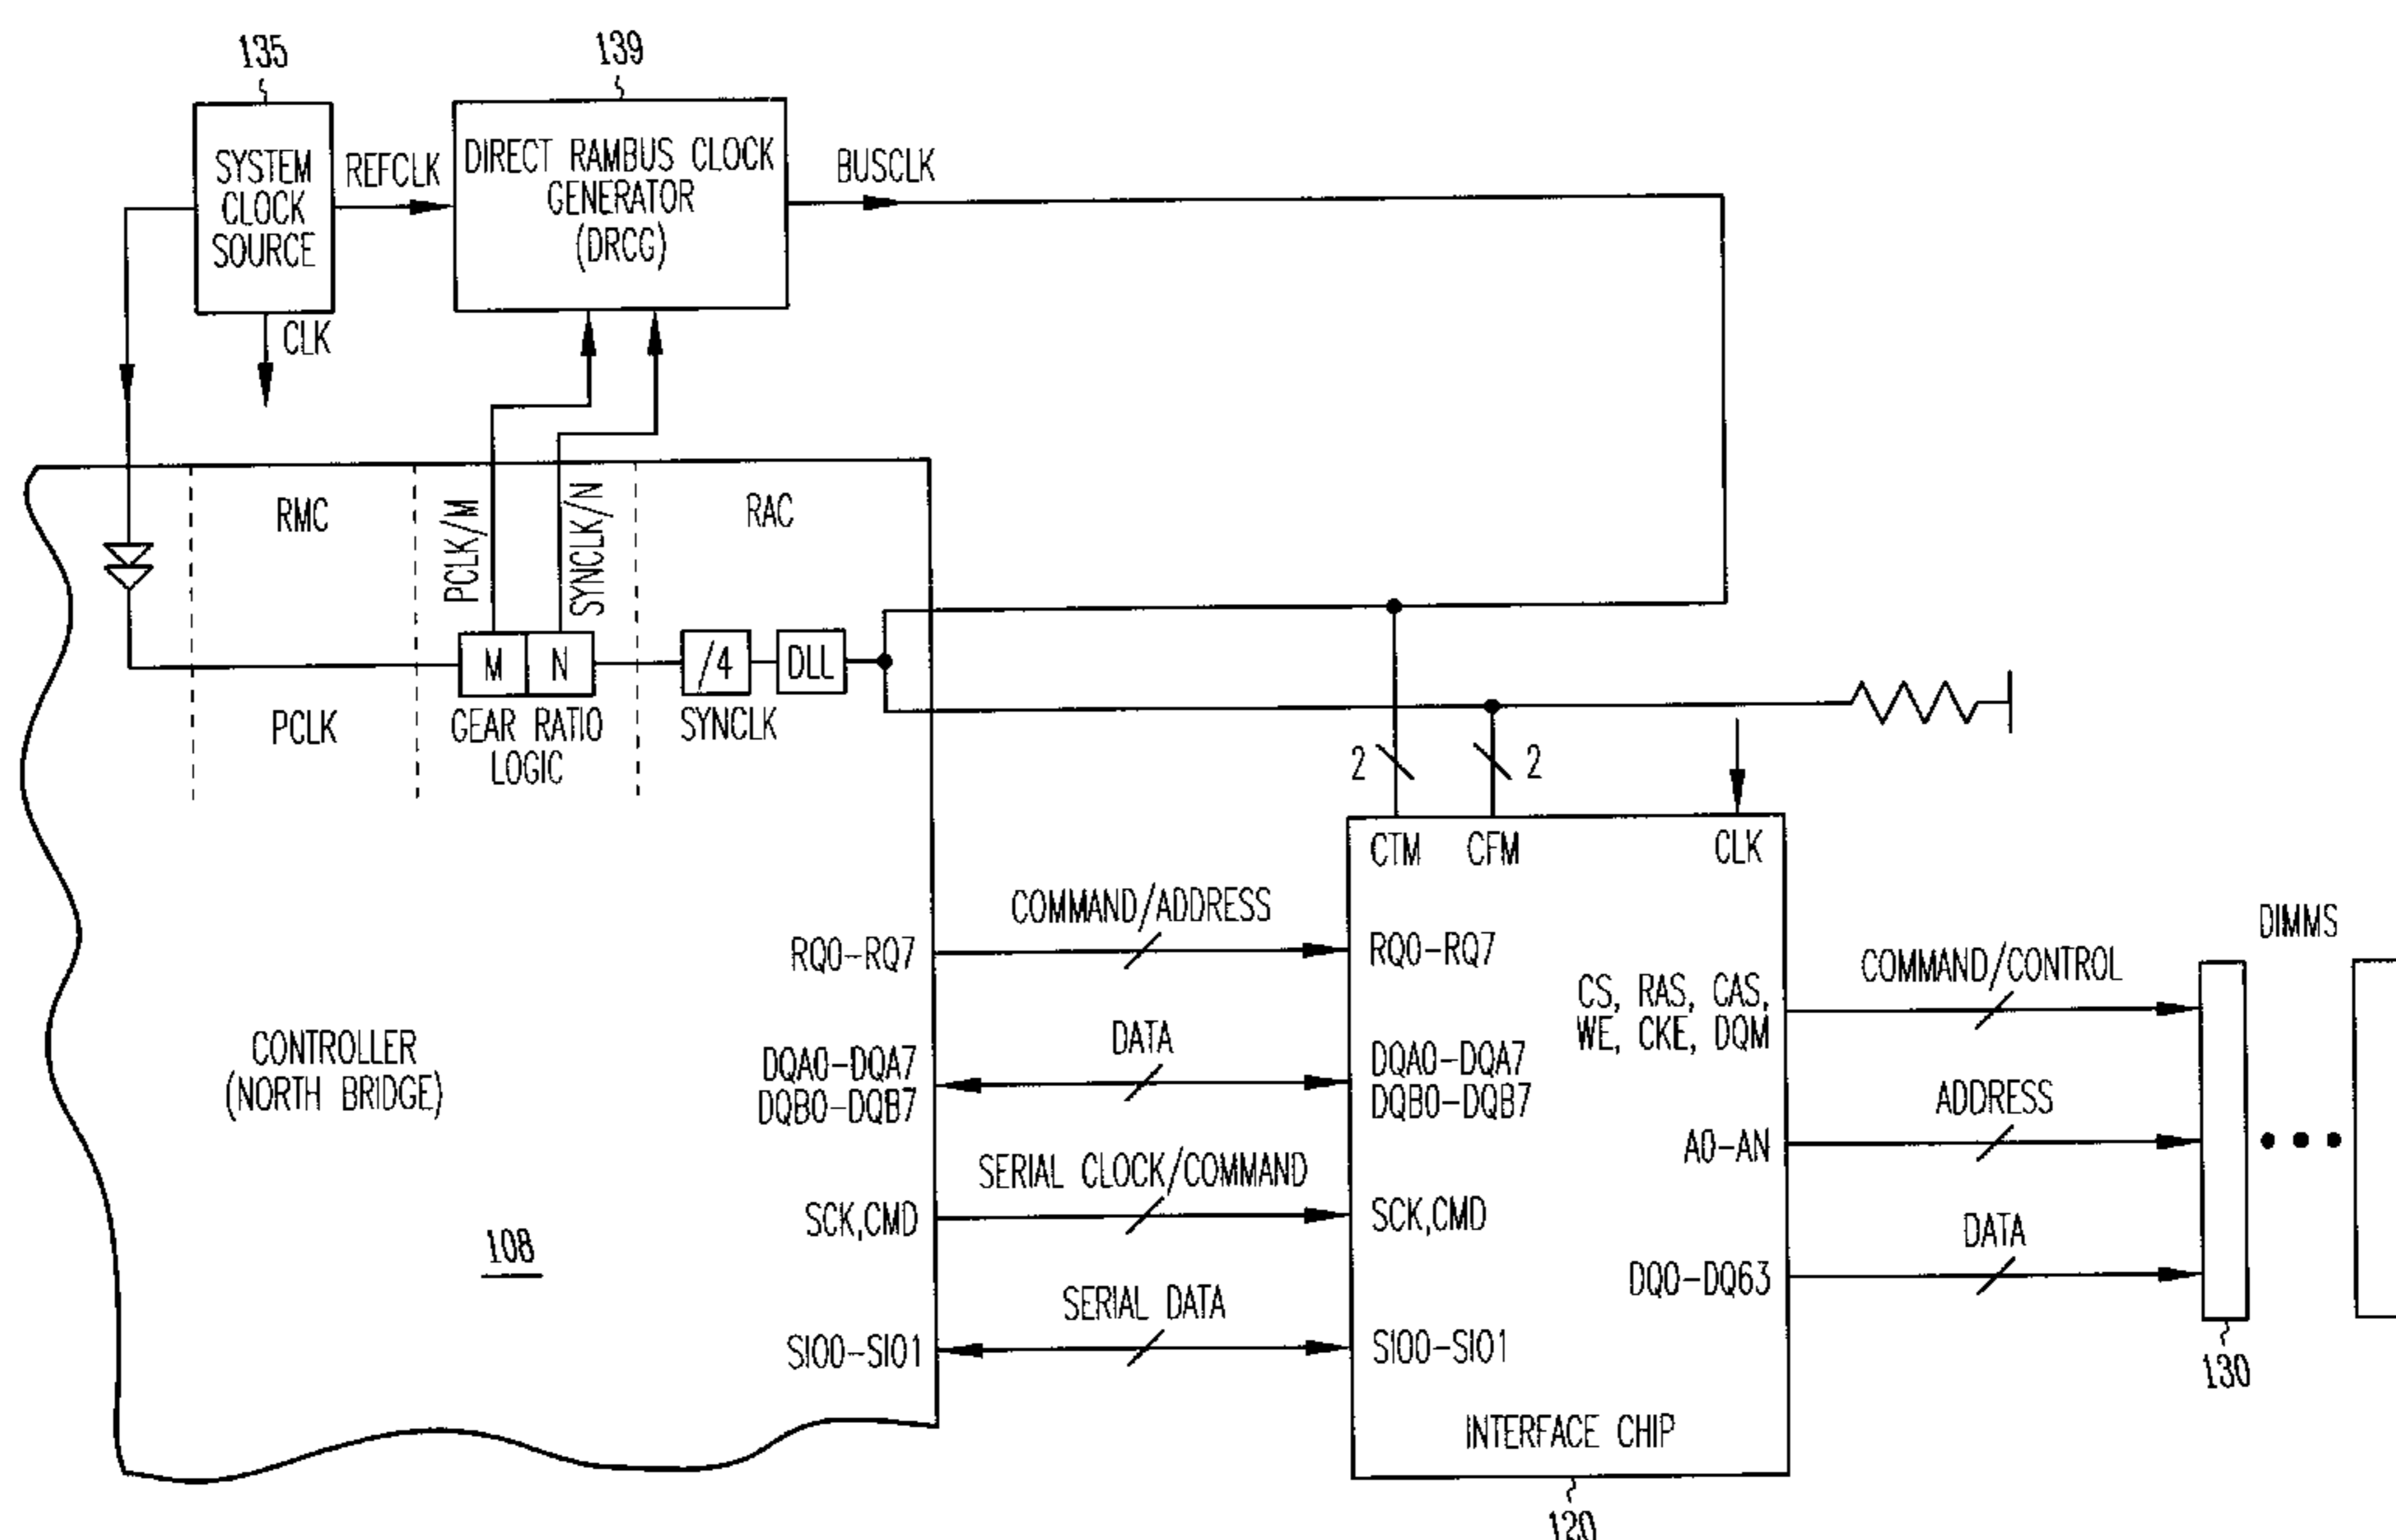 135
139
SYSTEM
CLOCK
SOURCE
REFCLK
DIRECT RAMBUS CLOCK
GENERATOR
(DRCG)
BUSCLK
CLK
RMC
PCLK/M
SYNCLK/N
RAC
M
N
/4
DLL
PCLK
GEAR RATIO
LOGIC
SYNCLK
2
2
CTM
CFM
CLK
COMMAND/ADDRESS
RQ0-RQ7
RQ0-RQ7
DIMMS
CS, RAS, CAS,
WE, CKE, DQM
COMMAND/CONTROL
CONTROLLER
(NORTH BRIDGE)
DQA0-DQA7
DQB0-DQB7
DATA
DQA0-DQA7
DQB0-DQB7
A0-AN
ADDRESS
SERIAL CLOCK/COMMAND
SCK,CMD
SCK,CMD
108
DQ0-DQ63
DATA
SERIAL DATA
SIO0-SIO1
SIO0-SIO1
130
INTERFACE CHIP
120